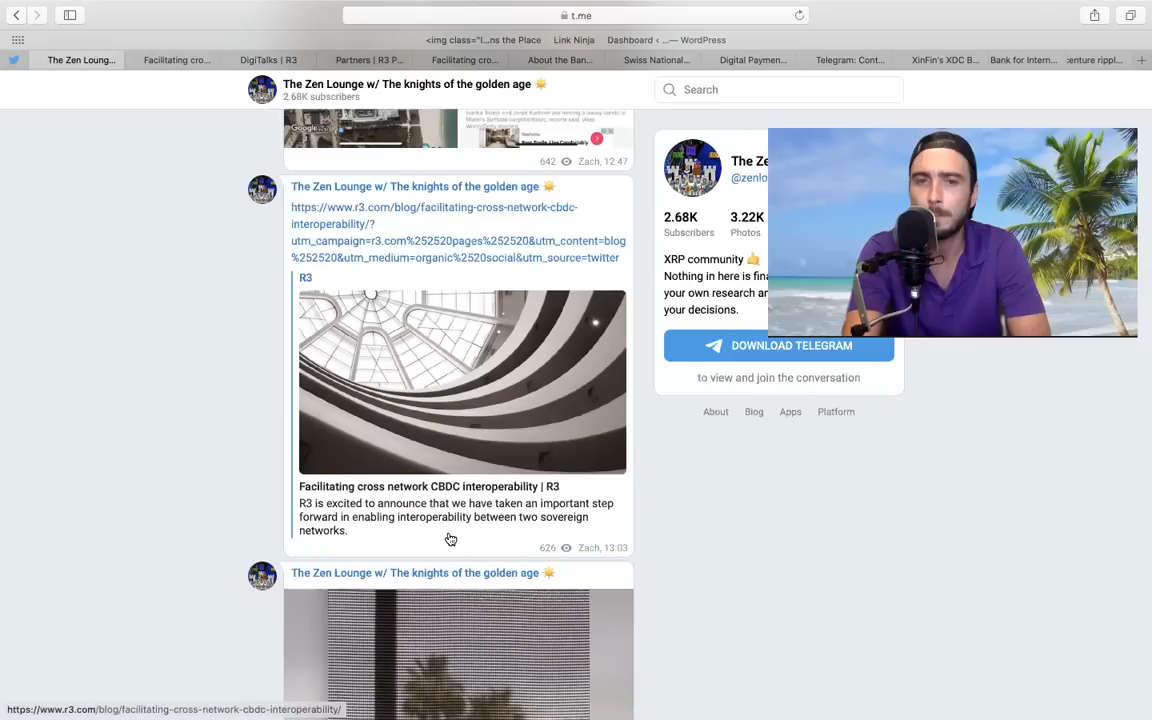 t.me
<img class="l...ns the Place
Link Ninja
Dashboard ‹ ...— WordPress
The Zen Loung...
Facilitating cro...
DigiTalks | R3
Partners | R3 P...
Facilitating cro...
About the Ban...
Swiss National...
Digital Paymen...
Telegram: Cont...
XinFin's XDC B...
Bank for Intern...
:enture rippl...
The Zen Lounge w/ The knights of the golden age ☀️
2.68K subscribers
Search
Google
642
Zach, 12:47
The Zen Lounge w/ The knights of the golden age ☀️
https://www.r3.com/blog/facilitating-cross-network-cbdc-
interoperability/?
utm_campaign=r3.com%252520pages%252520&utm_content=blog
%252520&utm_medium=organic%2520social&utm_source=twitter
R3
Facilitating cross network CBDC interoperability | R3
R3 is excited to announce that we have taken an important step
forward in enabling interoperability between two sovereign
networks.
626
Zach, 13:03
The Zen Lounge w/ The knights of the golden age ☀️
The Ze
@zenlo
2.68K
3.22K
Subscribers
Photos
XRP community 🤙
Nothing in here is fina
your own research an
your decisions.
DOWNLOAD TELEGRAM
to view and join the conversation
About
Blog
Apps
Platform
https://www.r3.com/blog/facilitating-cross-network-cbdc-interoperability/